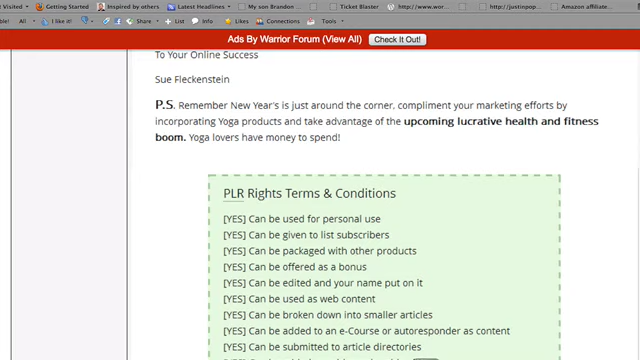 Visited Getting Started Inspired by others. Latest Headlines My son Brandon Ticket Blaster http://www.wor... http://justinpop... Amazon affiliate...
All I like it! Share Info Likes Connections Tools
Ads By Warrior Forum (View All) Check It Out!
To Your Online Success
Sue Fleckenstein
P.S. Remember New Year's is just around the corner, compliment your marketing efforts by
incorporating Yoga products and take advantage of the upcoming lucrative health and fitness
boom. Yoga lovers have money to spend!
PLR Rights Terms & Conditions
[YES] Can be used for personal use
[YES] Can be given to list subscribers
[YES] Can be packaged with other products
[YES] Can be offered as a bonus
[YES] Can be edited and your name put on it
[YES] Can be used as web content
[YES] Can be broken down into smaller articles
[YES] Can be added to an e-Course or autoresponder as content
[YES] Can be submitted to article directories